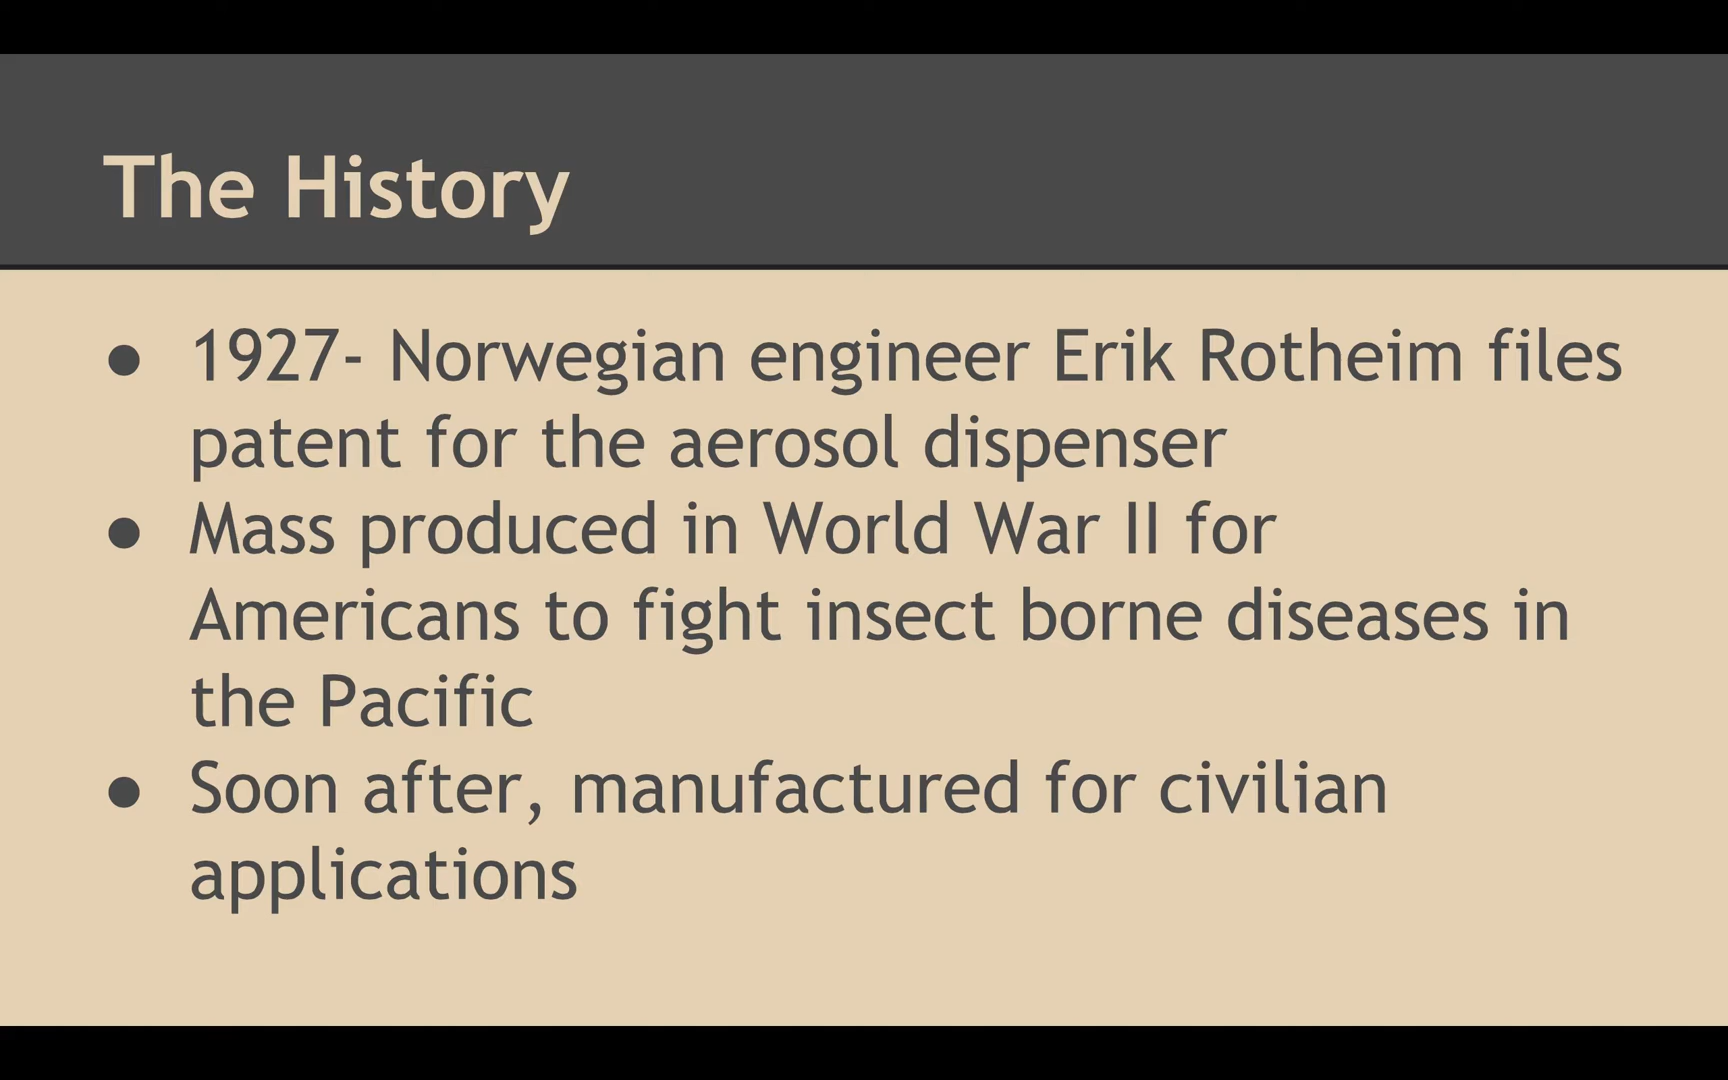 The History
● 1927- Norwegian engineer Erik Rotheim files
patent for the aerosol dispenser
● Mass produced in World War II for
Americans to fight insect borne diseases in
the Pacific
● Soon after, manufactured for civilian
applications